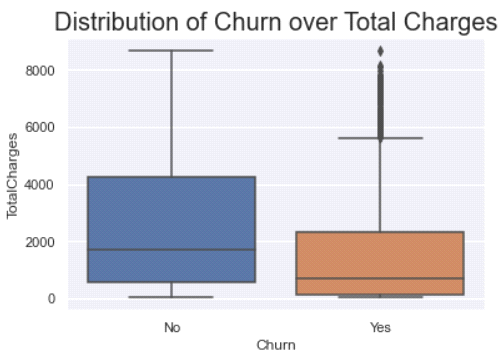 Distribution of Churn over Total Charges
8000
6000
4000
2000
0
TotalCharges
No
Yes
Churn